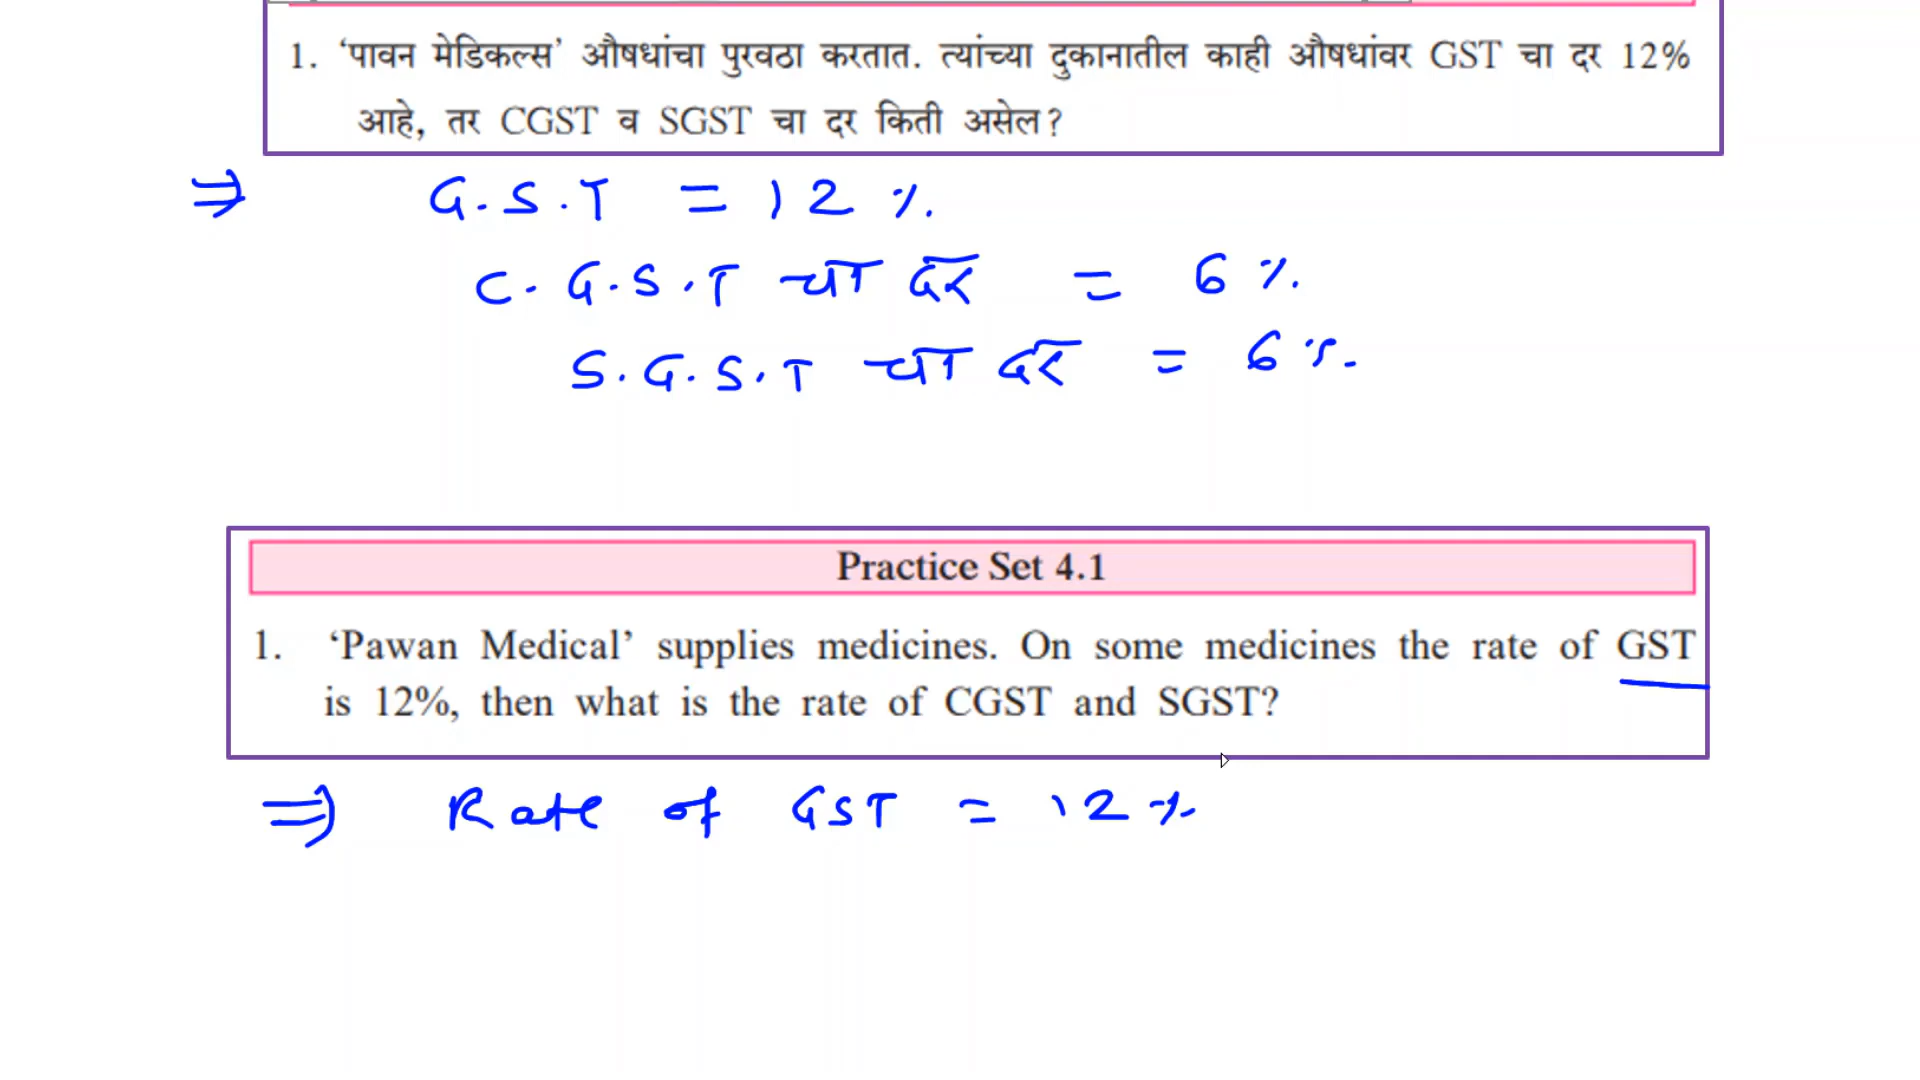 1. ‘पावन मेडिकल्स’ औषधांचा पुरवठा करतात. त्यांच्या दुकानातील काही औषधांवर GST चा दर 12%
आहे, तर CGST व SGST चा दर किती असेल?
⇒ G.S.T = 12 %.
C.G.S.T चा दर = 6 %.
S.G.S.T चा दर = 6 %.
Practice Set 4.1
1. ‘Pawan Medical’ supplies medicines. On some medicines the rate of GST
is 12%, then what is the rate of CGST and SGST?
⇒ Rate of GST = 12 %